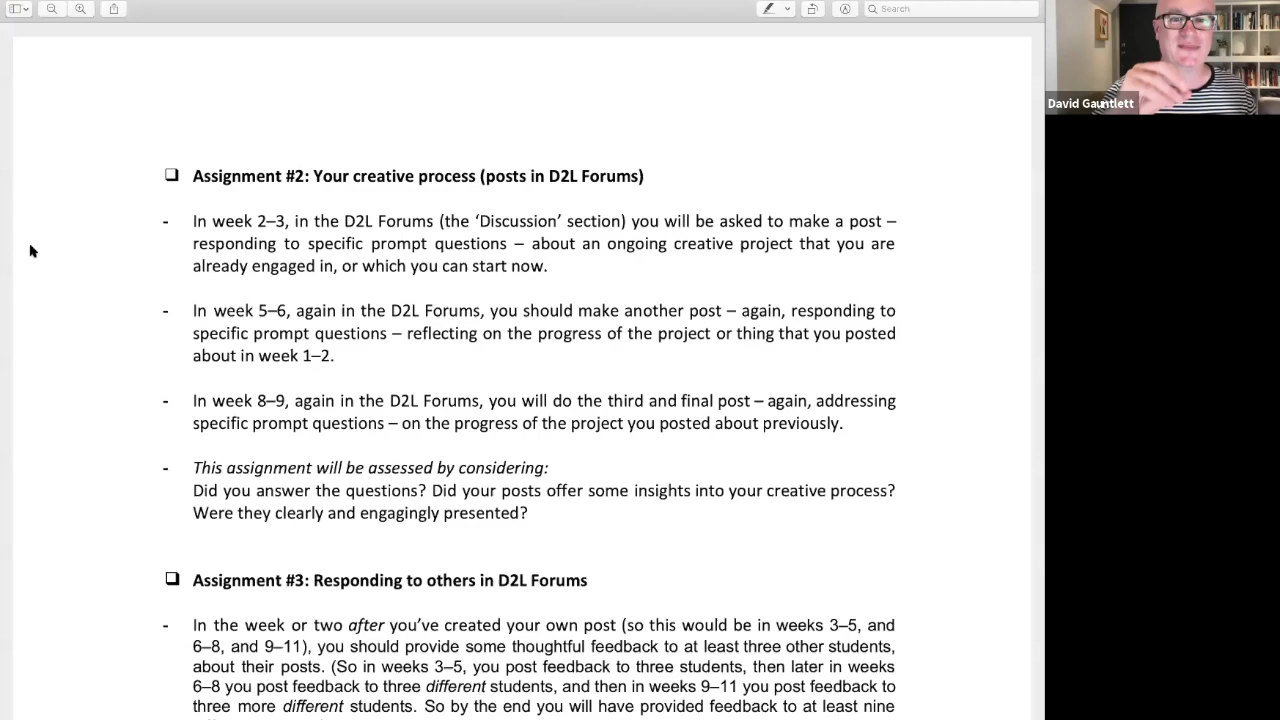 Search
David Gauntlett
❑ Assignment #2: Your creative process (posts in D2L Forums)
- In week 2–3, in the D2L Forums (the ‘Discussion’ section) you will be asked to make a post –
responding to specific prompt questions – about an ongoing creative project that you are
already engaged in, or which you can start now.
- In week 5–6, again in the D2L Forums, you should make another post – again, responding to
specific prompt questions – reflecting on the progress of the project or thing that you posted
about in week 1–2.
- In week 8–9, again in the D2L Forums, you will do the third and final post – again, addressing
specific prompt questions – on the progress of the project you posted about previously.
- This assignment will be assessed by considering:
Did you answer the questions? Did your posts offer some insights into your creative process?
Were they clearly and engagingly presented?
❑ Assignment #3: Responding to others in D2L Forums
- In the week or two after you’ve created your own post (so this would be in weeks 3–5, and
6–8, and 9–11), you should provide some thoughtful feedback to at least three other students,
about their posts. (So in weeks 3–5, you post feedback to three students, then later in weeks
6–8 you post feedback to three different students, and then in weeks 9–11 you post feedback to
three more different students. So by the end you will have provided feedback to at least nine